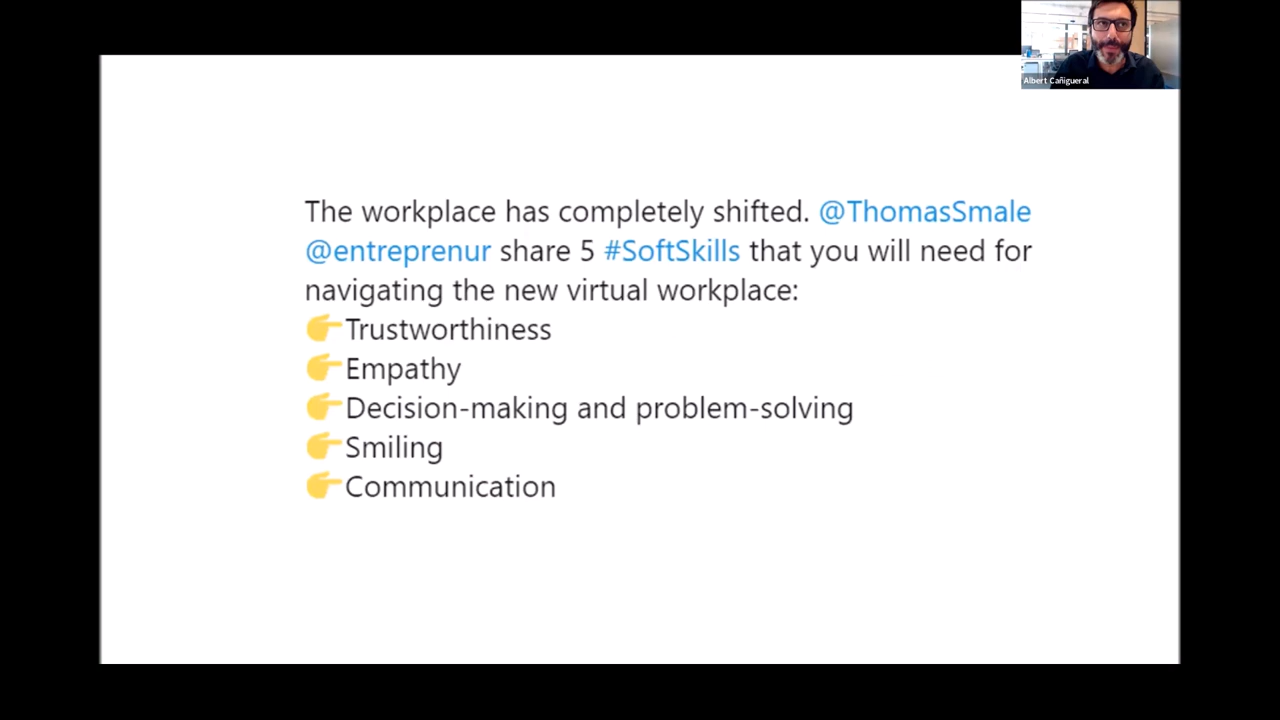 Albert Cañigueral
The workplace has completely shifted. @ThomasSmale
@entreprenur share 5 #SoftSkills that you will need for
navigating the new virtual workplace:
👉Trustworthiness
👉Empathy
👉Decision-making and problem-solving
👉Smiling
👉Communication